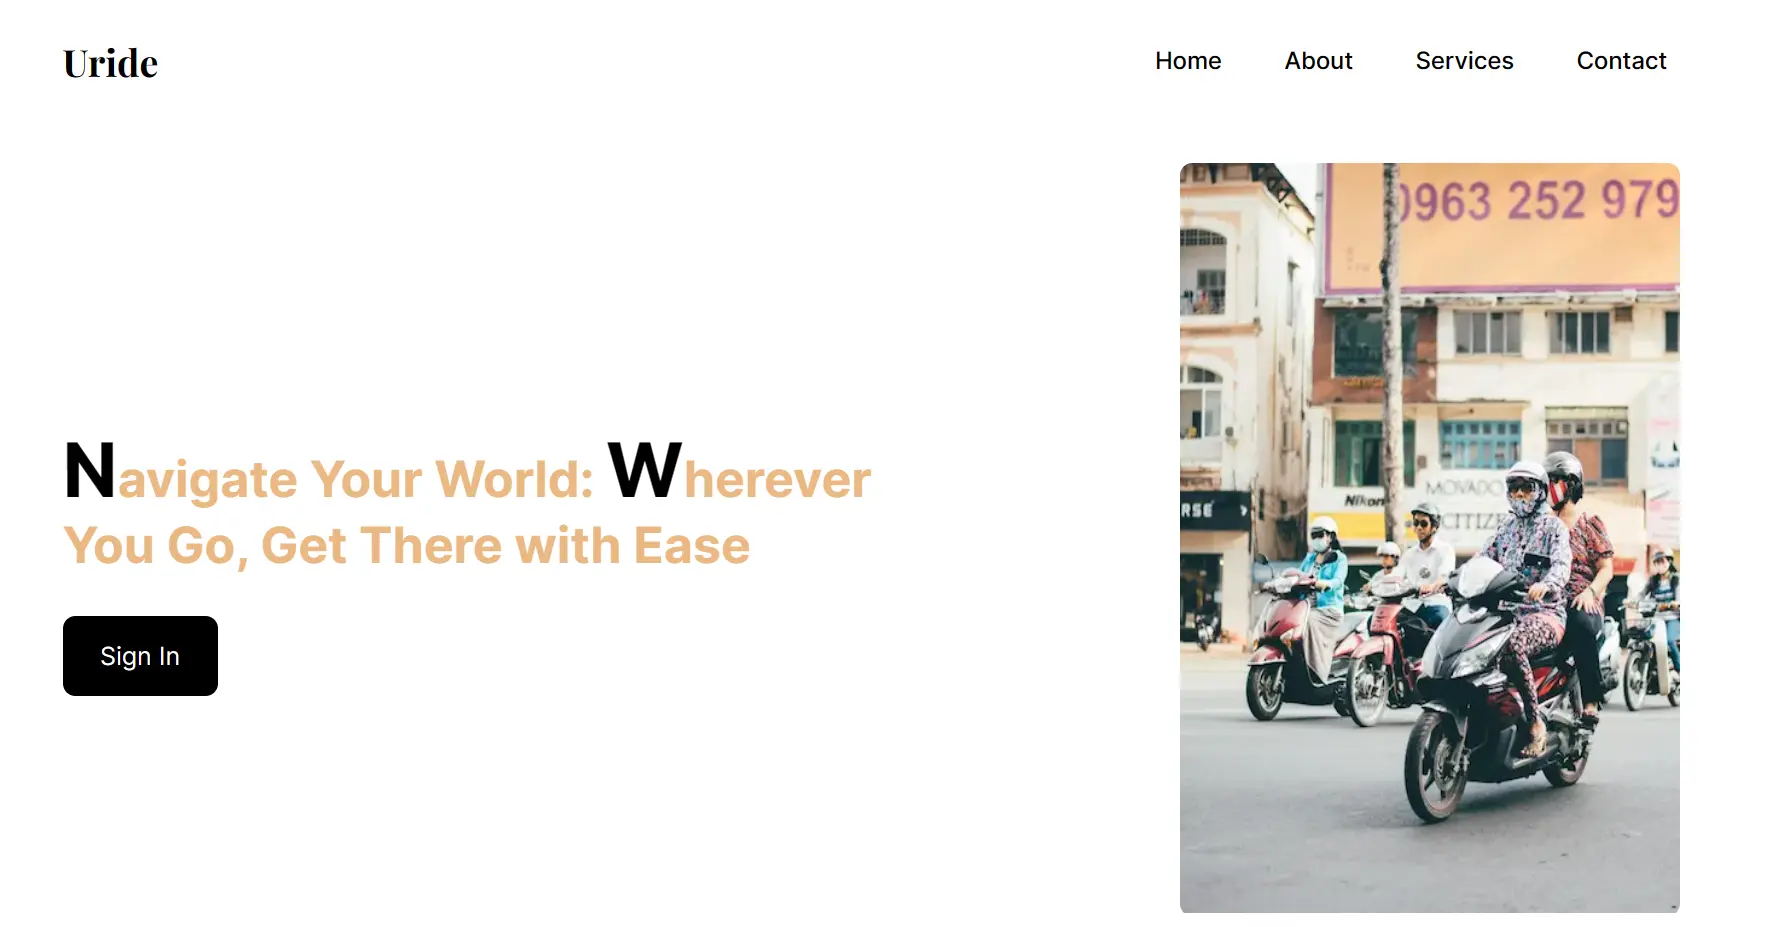 Uride
Home About Services Contact
Navigate Your World: Wherever
You Go, Get There with Ease
Sign In
0963 252 979
Nikon
MOVADO
CITIZE
RSE